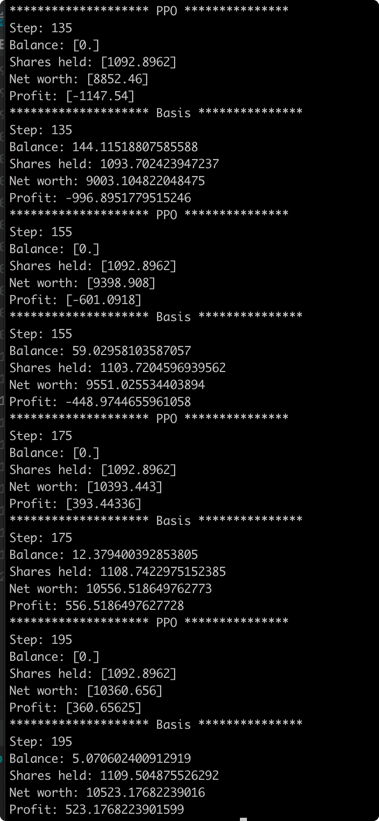 ******************* PPO ***************
Step: 135
Balance: [0.]
Shares held: [1092.8962]
Net worth: [8852.46]
Profit: [-1147.54]
******************* Basis ***************
Step: 135
Balance: 144.11518807585588
Shares held: 1093.702423947237
Net worth: 9003.104822048475
Profit: -996.8951779515246
******************* PPO ***************
Step: 155
Balance: [0.]
Shares held: [1092.8962]
Net worth: [9398.908]
Profit: [-601.0918]
******************* Basis ***************
Step: 155
Balance: 59.02958103587057
Shares held: 1103.7204596939562
Net worth: 9551.025534403894
Profit: -448.9744655961058
******************* PPO ***************
Step: 175
Balance: [0.]
Shares held: [1092.8962]
Net worth: [10393.443]
Profit: [393.44336]
******************* Basis ***************
Step: 175
Balance: 12.379400392853805
Shares held: 1108.7422975152385
Net worth: 10556.518649762773
Profit: 556.5186497627728
******************* PPO ***************
Step: 195
Balance: [0.]
Shares held: [1092.8962]
Net worth: [10360.656]
Profit: [360.65625]
******************* Basis ***************
Step: 195
Balance: 5.070602400912919
Shares held: 1109.504875526292
Net worth: 10523.17682239016
Profit: 523.1768223901599